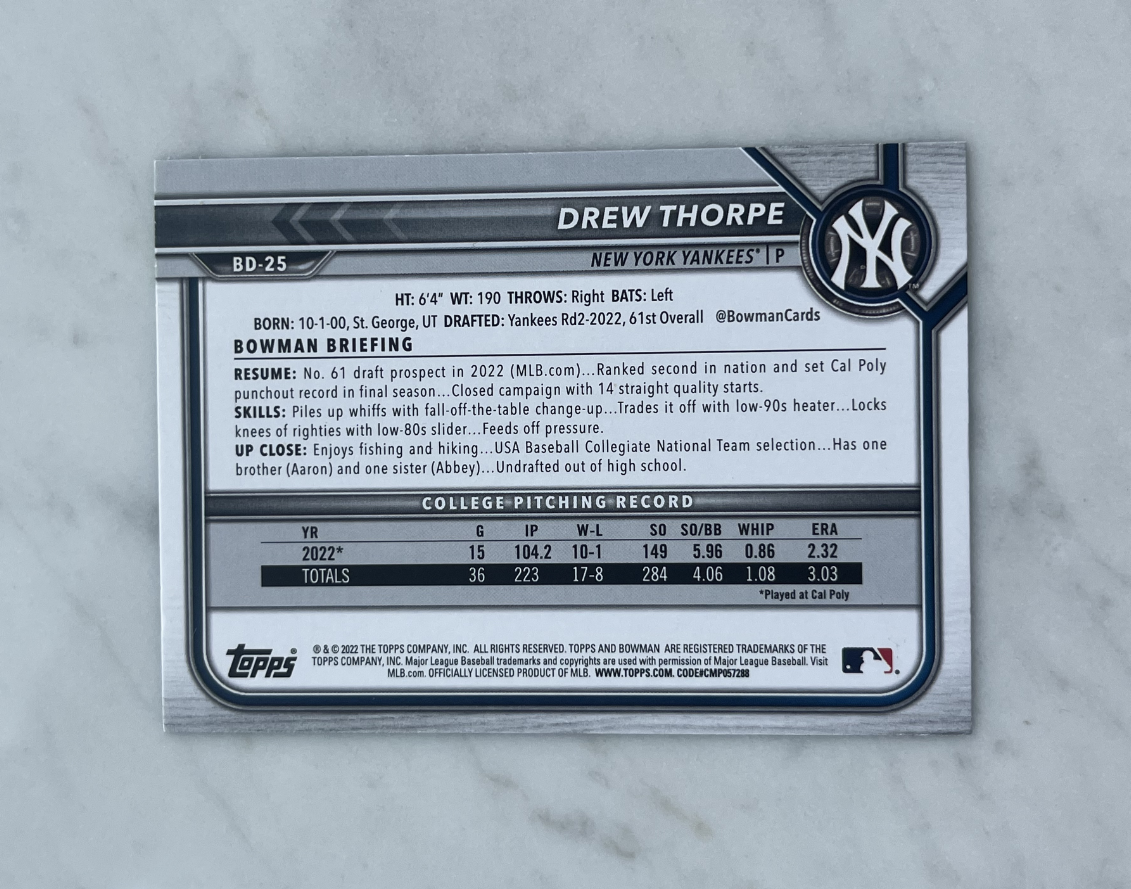 DREW THORPE
NEW YORK YANKEES® | P
NY
™
BD-25
HT: 6'4" WT: 190 THROWS: Right BATS: Left
BORN: 10-1-00, St. George, UT DRAFTED: Yankees Rd2-2022, 61st Overall @BowmanCards
BOWMAN BRIEFING
RESUME: No. 61 draft prospect in 2022 (MLB.com)...Ranked second in nation and set Cal Poly
punchout record in final season...Closed campaign with 14 straight quality starts.
SKILLS: Piles up whiffs with fall-off-the-table change-up...Trades it off with low-90s heater...Locks
knees of righties with low-80s slider...Feeds off pressure.
UP CLOSE: Enjoys fishing and hiking...USA Baseball Collegiate National Team selection...Has one
brother (Aaron) and one sister (Abbey)...Undrafted out of high school.
COLLEGE PITCHING RECORD
YR G IP W-L SO SO/BB WHIP ERA
2022* 15 104.2 10-1 149 5.96 0.86 2.32
TOTALS 36 223 17-8 284 4.06 1.08 3.03
*Played at Cal Poly
Topps®
® & © 2022 THE TOPPS COMPANY, INC. ALL RIGHTS RESERVED. TOPPS AND BOWMAN ARE REGISTERED TRADEMARKS OF THE
TOPPS COMPANY, INC. Major League Baseball trademarks and copyrights are used with permission of Major League Baseball. Visit
MLB.com. OFFICIALLY LICENSED PRODUCT OF MLB. WWW.TOPPS.COM. CODE#CMP057288